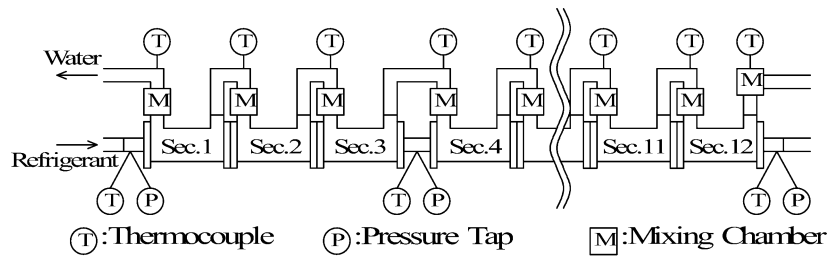 T T T T T T T T
Water
M M M M M M M M
Refrigerant
Sec.1 Sec.2 Sec.3 Sec.4 Sec.11 Sec.12
T P T P T P
T :Thermocouple P :Pressure Tap M :Mixing Chamber